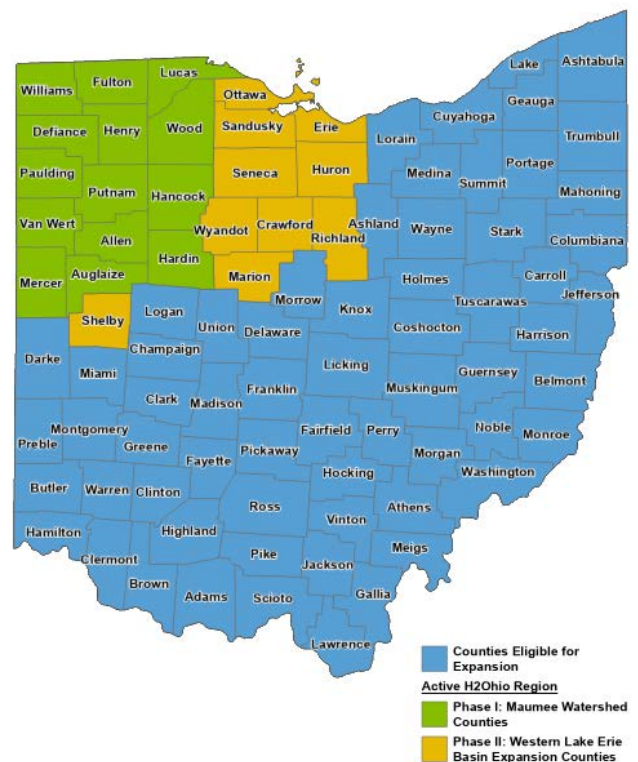 Lake
Ashtabula
Lucas
Williams
Fulton
Ottawa
Geauga
Cuyahoga
Defiance
Henry
Wood
Sandusky
Erie
Lorain
Trumbull
Paulding
Seneca
Huron
Medina
Portage
Summit
Putnam
Hancock
Mahoning
Van Wert
Wyandot
Crawford
Richland
Ashland
Wayne
Stark
Columbiana
Allen
Mercer
Auglaize
Hardin
Marion
Morrow
Holmes
Carroll
Jefferson
Tuscarawas
Shelby
Logan
Union
Knox
Delaware
Coshocton
Harrison
Darke
Champaign
Miami
Licking
Guernsey
Belmont
Clark
Madison
Franklin
Muskingum
Preble
Montgomery
Greene
Fayette
Pickaway
Fairfield
Perry
Noble
Monroe
Morgan
Washington
Hocking
Butler
Warren
Clinton
Ross
Athens
Vinton
Hamilton
Highland
Meigs
Clermont
Pike
Jackson
Brown
Adams
Scioto
Gallia
Lawrence
Counties Eligible for
Expansion
Active H2Ohio Region
Phase I: Maumee Watershed
Counties
Phase II: Western Lake Erie
Basin Expansion Counties